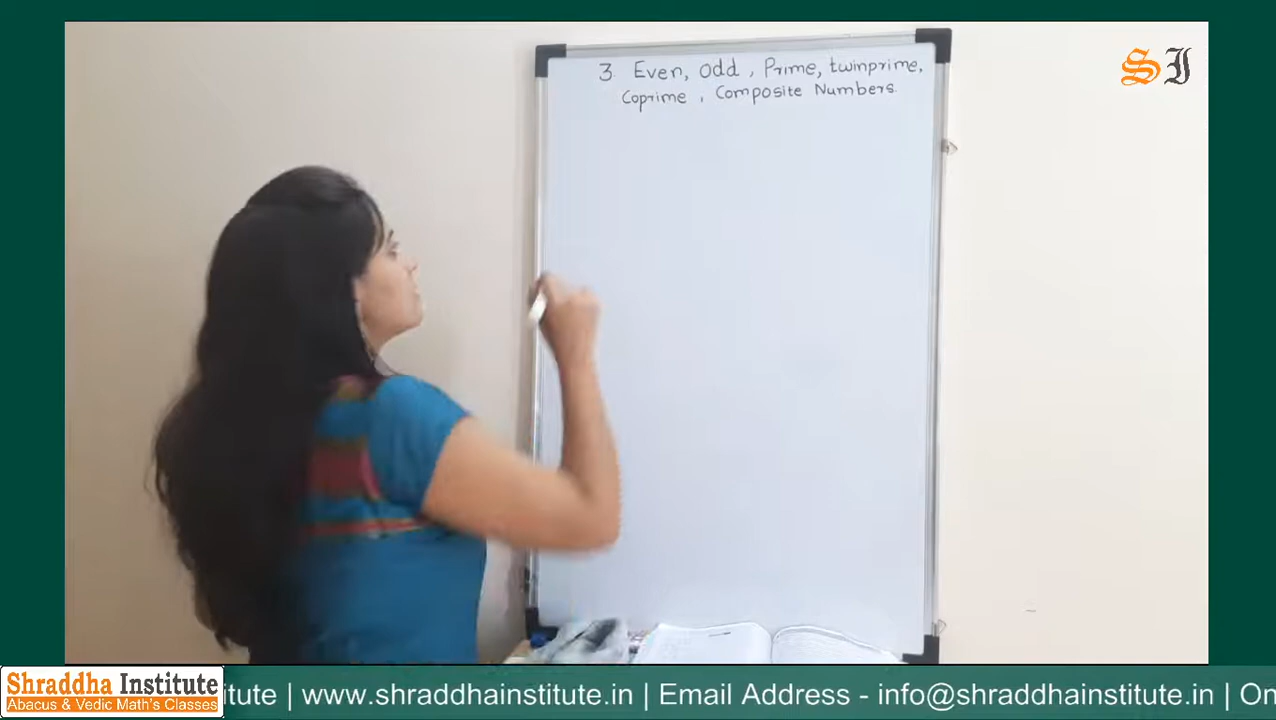 SI
3. Even, odd, Prime, twinprime,
Coprime, Composite Numbers.
Shraddha Institute
Abacus & Vedic Math's Classes
itute | www.shraddhainstitute.in | Email Address - info@shraddhainstitute.in | On